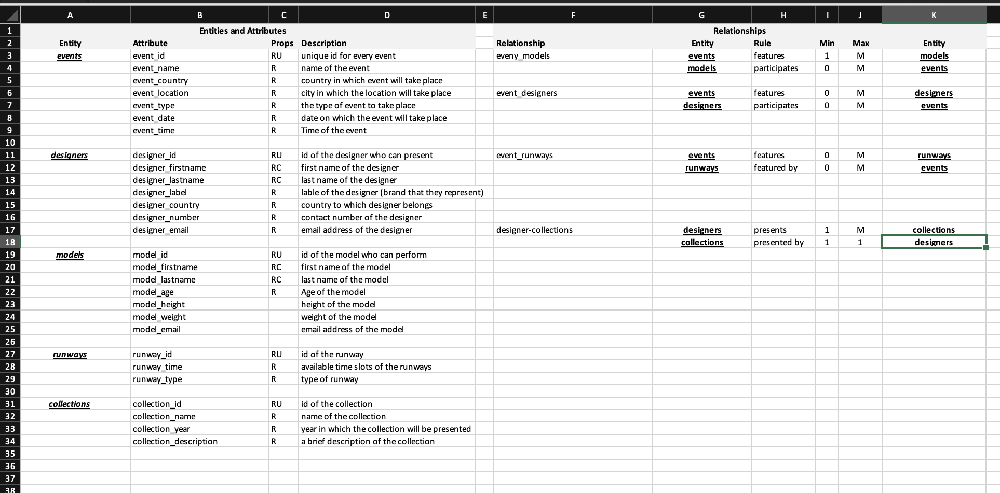 A B C D E F G H I J K
1 Entities and Attributes Relationships
2 Entity Attribute Props Description Relationship Entity Rule Min Max Entity
3 events event_id RU unique id for every event eveny_models events features 1 M models
4 event_name R name of the event models participates 0 M events
5 event_country R country in which event will take place
6 event_location R city in which the location will take place event_designers events features 0 M designers
7 event_type R the type of event to take place designers participates 0 M events
8 event_date R date on which the event will take place
9 event_time R Time of the event
10
11 designers designer_id RU id of the designer who can present event_runways events features 0 M runways
12 designer_firstname RC first name of the designer runways featured by 0 M events
13 designer_lastname RC last name of the designer
14 designer_label R lable of the designer (brand that they represent)
15 designer_country R country to which designer belongs
16 designer_number R contact number of the designer
17 designer_email R email address of the designer designer-collections designers presents 1 M collections
18 collections presented by 1 1 designers
19 models model_id RU id of the model who can perform
20 model_firstname RC first name of the model
21 model_lastname RC last name of the model
22 model_age R Age of the model
23 model_height height of the model
24 model_weight weight of the model
25 model_email email address of the model
26
27 runways runway_id RU id of the runway
28 runway_time R available time slots of the runways
29 runway_type R type of runway
30
31 collections collection_id RU id of the collection
32 collection_name R name of the collection
33 collection_year R year in which the collection will be presented
34 collection_description R a brief description of the collection
35
36
37
38